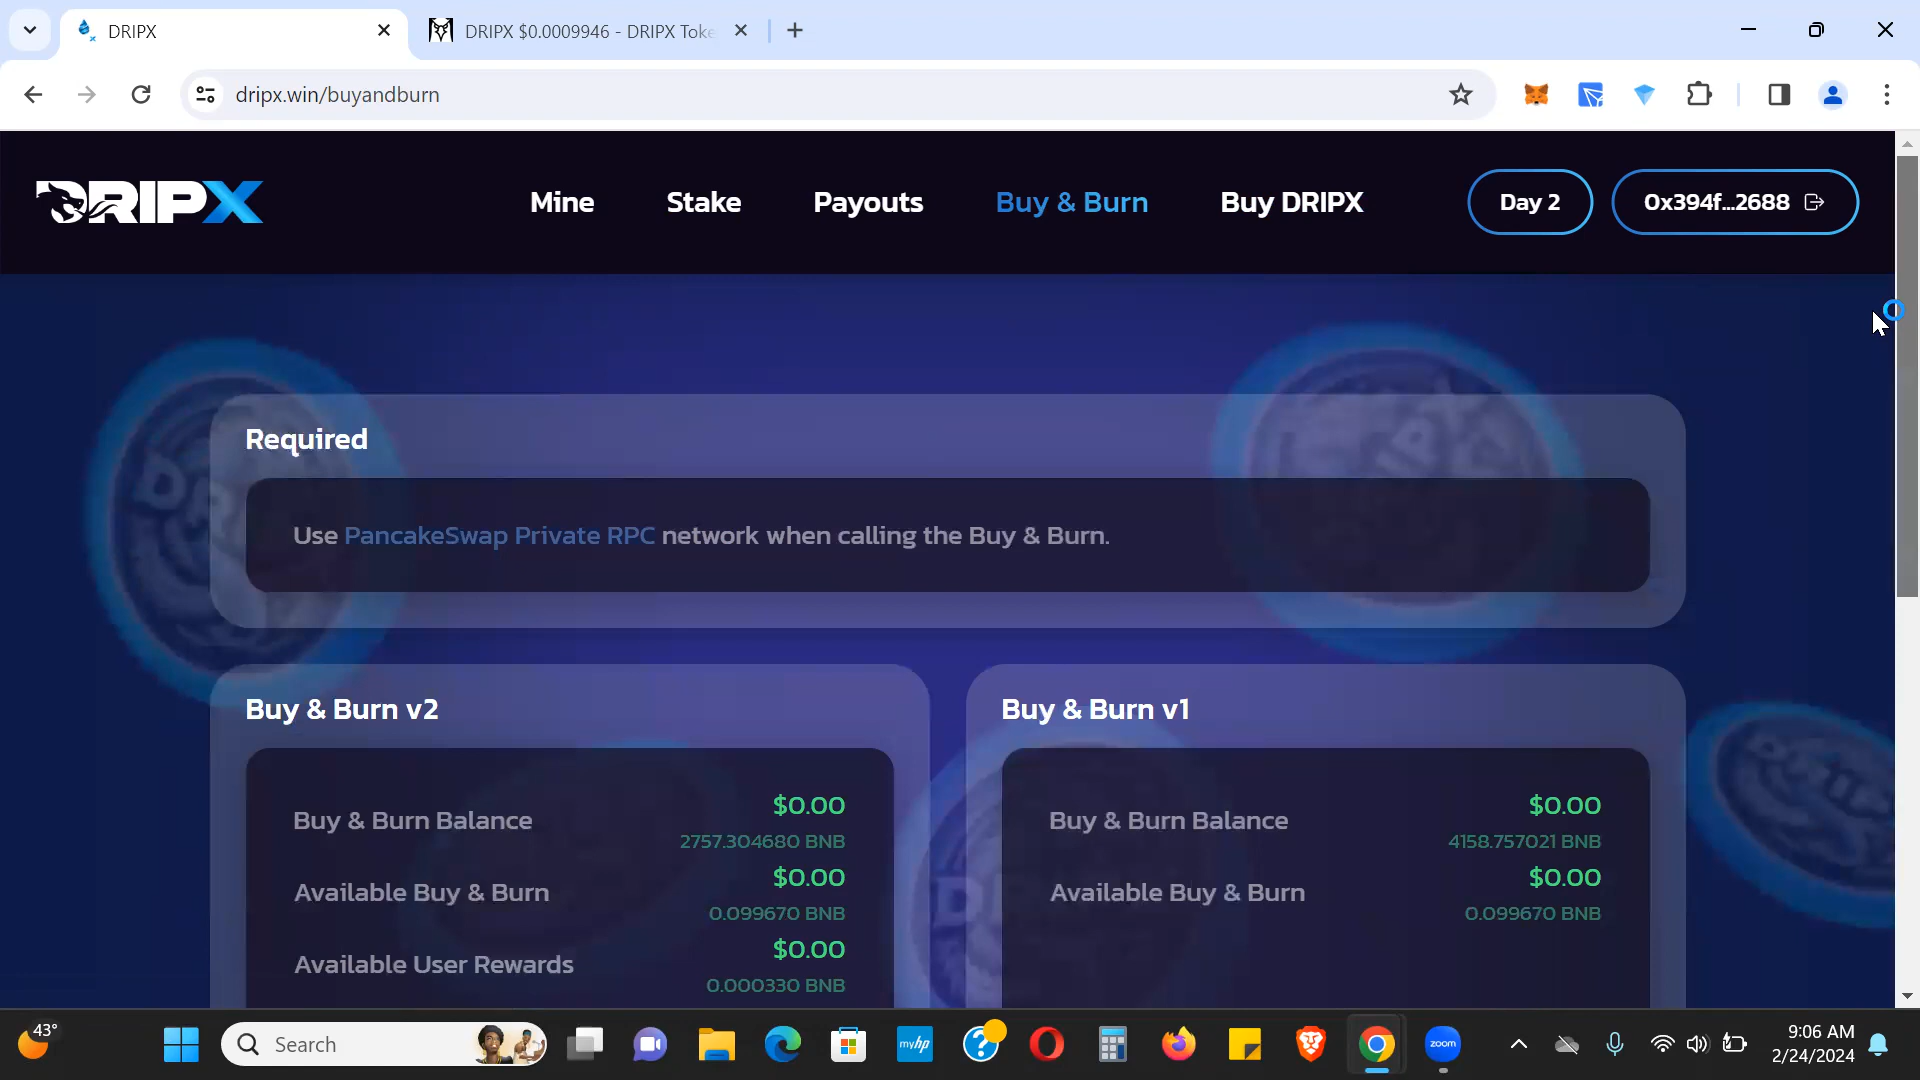 DRIPX
DRIPX $0.0009946 - DRIPX Toke
dripx.win/buyandburn
DRIPX
Mine
Stake
Payouts
Buy & Burn
Buy DRIPX
Day 2
0x394f...2688
Required
Use PancakeSwap Private RPC network when calling the Buy & Burn.
Buy & Burn v2
Buy & Burn Balance
$0.00
2757.304680 BNB
Available Buy & Burn
$0.00
0.099670 BNB
Available User Rewards
$0.00
0.000330 BNB
Buy & Burn v1
Buy & Burn Balance
$0.00
4158.757021 BNB
Available Buy & Burn
$0.00
0.099670 BNB
43°
Search
myhp
zoom
9:06 AM
2/24/2024